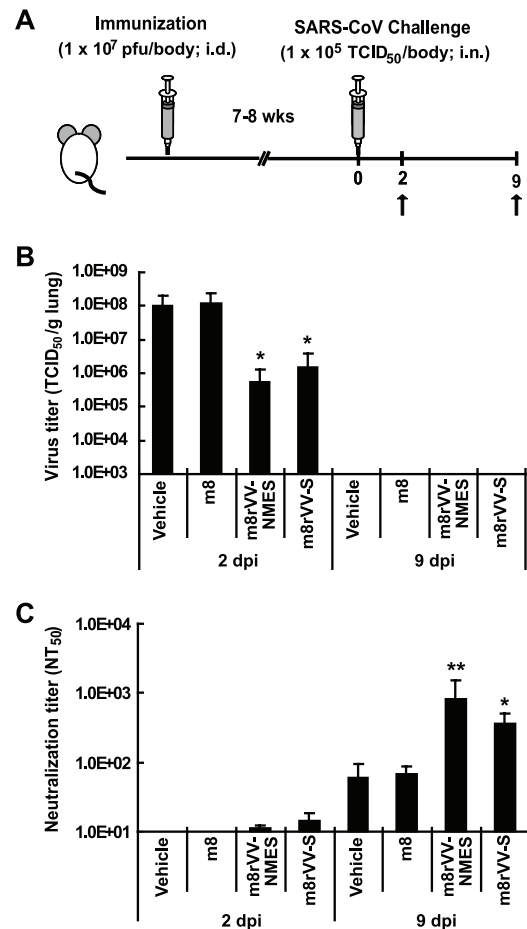 A
Immunization
(1 x 10⁷ pfu/body; i.d.)
SARS-CoV Challenge
(1 x 10⁵ TCID₅₀/body; i.n.)
7-8 wks
0
2
9
B
Virus titer (TCID₅₀/g lung)
1.0E+09
1.0E+08
1.0E+07
1.0E+06
1.0E+05
1.0E+04
1.0E+03
*
*
Vehicle
m8
m8rVV-
NMES
m8rVV-S
Vehicle
m8
m8rVV-
NMES
m8rVV-S
2 dpi
9 dpi
C
Neutralization titer (NT₅₀)
1.0E+04
1.0E+03
1.0E+02
1.0E+01
**
*
Vehicle
m8
m8rVV-
NMES
m8rVV-S
Vehicle
m8
m8rVV-
NMES
m8rVV-S
2 dpi
9 dpi